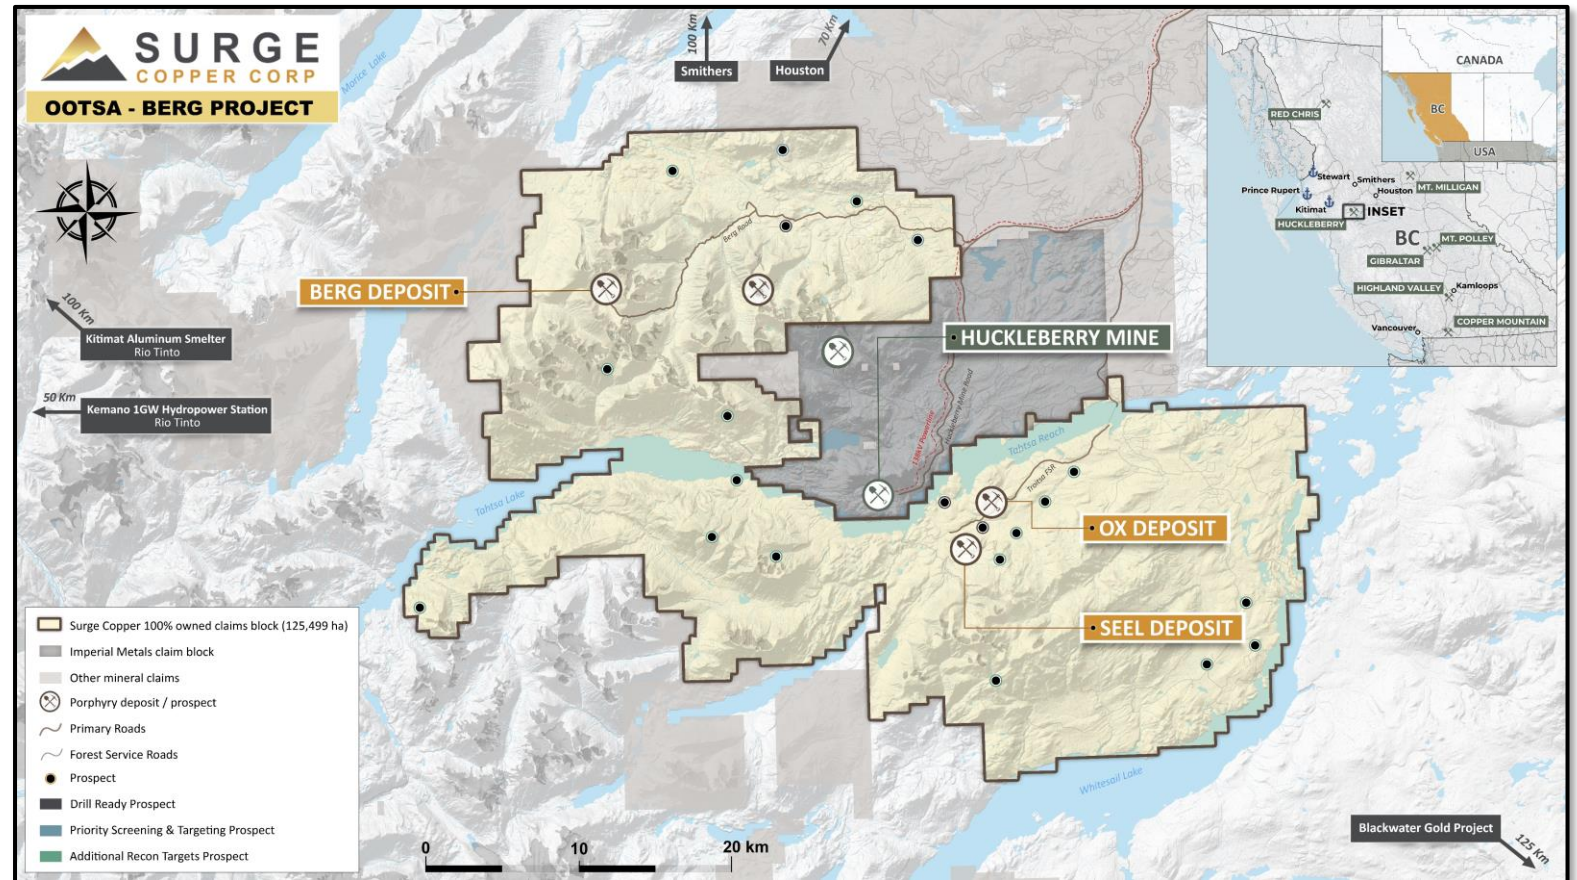 SURGE
COPPER CORP
OOTSA - BERG PROJECT
Morice Lake
100 Km
Smithers
70 Km
Houston
CANADA
BC
USA
RED CHRIS
Stewart
Smithers
Prince Rupert
Houston
MT. MILLIGAN
Kitimat
INSET
HUCKLEBERRY
BC
MT. POLLEY
GIBRALTAR
HIGHLAND VALLEY
Kamloops
COPPER MOUNTAIN
Vancouver
Berg Road
BERG DEPOSIT
100 Km
Kitimat Aluminum Smelter
Rio Tinto
50 Km
Kemano 1GW Hydropower Station
Rio Tinto
HUCKLEBERRY MINE
138kV Powerline
Huckleberry Mine Road
Tahtsa Reach
Tahtsa Lake
Troitsa FSR
OX DEPOSIT
SEEL DEPOSIT
Whitesail Lake
Surge Copper 100% owned claims block (125,499 ha)
Imperial Metals claim block
Other mineral claims
Porphyry deposit / prospect
Primary Roads
Forest Service Roads
Prospect
Drill Ready Prospect
Priority Screening & Targeting Prospect
Additional Recon Targets Prospect
0 10 20 km
Blackwater Gold Project
125 Km